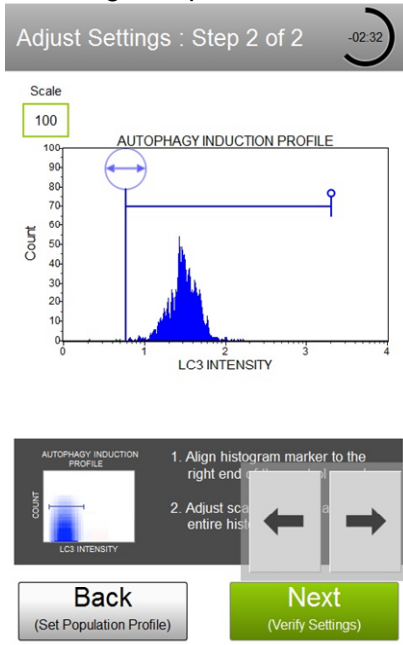 Adjust Settings : Step 2 of 2
-02:32
Scale
100
AUTOPHAGY INDUCTION PROFILE
100
90
80
70
60
50
40
30
20
10
0
Count
0 1 2 3 4
LC3 INTENSITY
AUTOPHAGY INDUCTION
PROFILE
COUNT
LC3 INTENSITY
1. Align histogram marker to the
right end of the control
2. Adjust
entire
Back
(Set Population Profile)
Next
(Verify Settings)